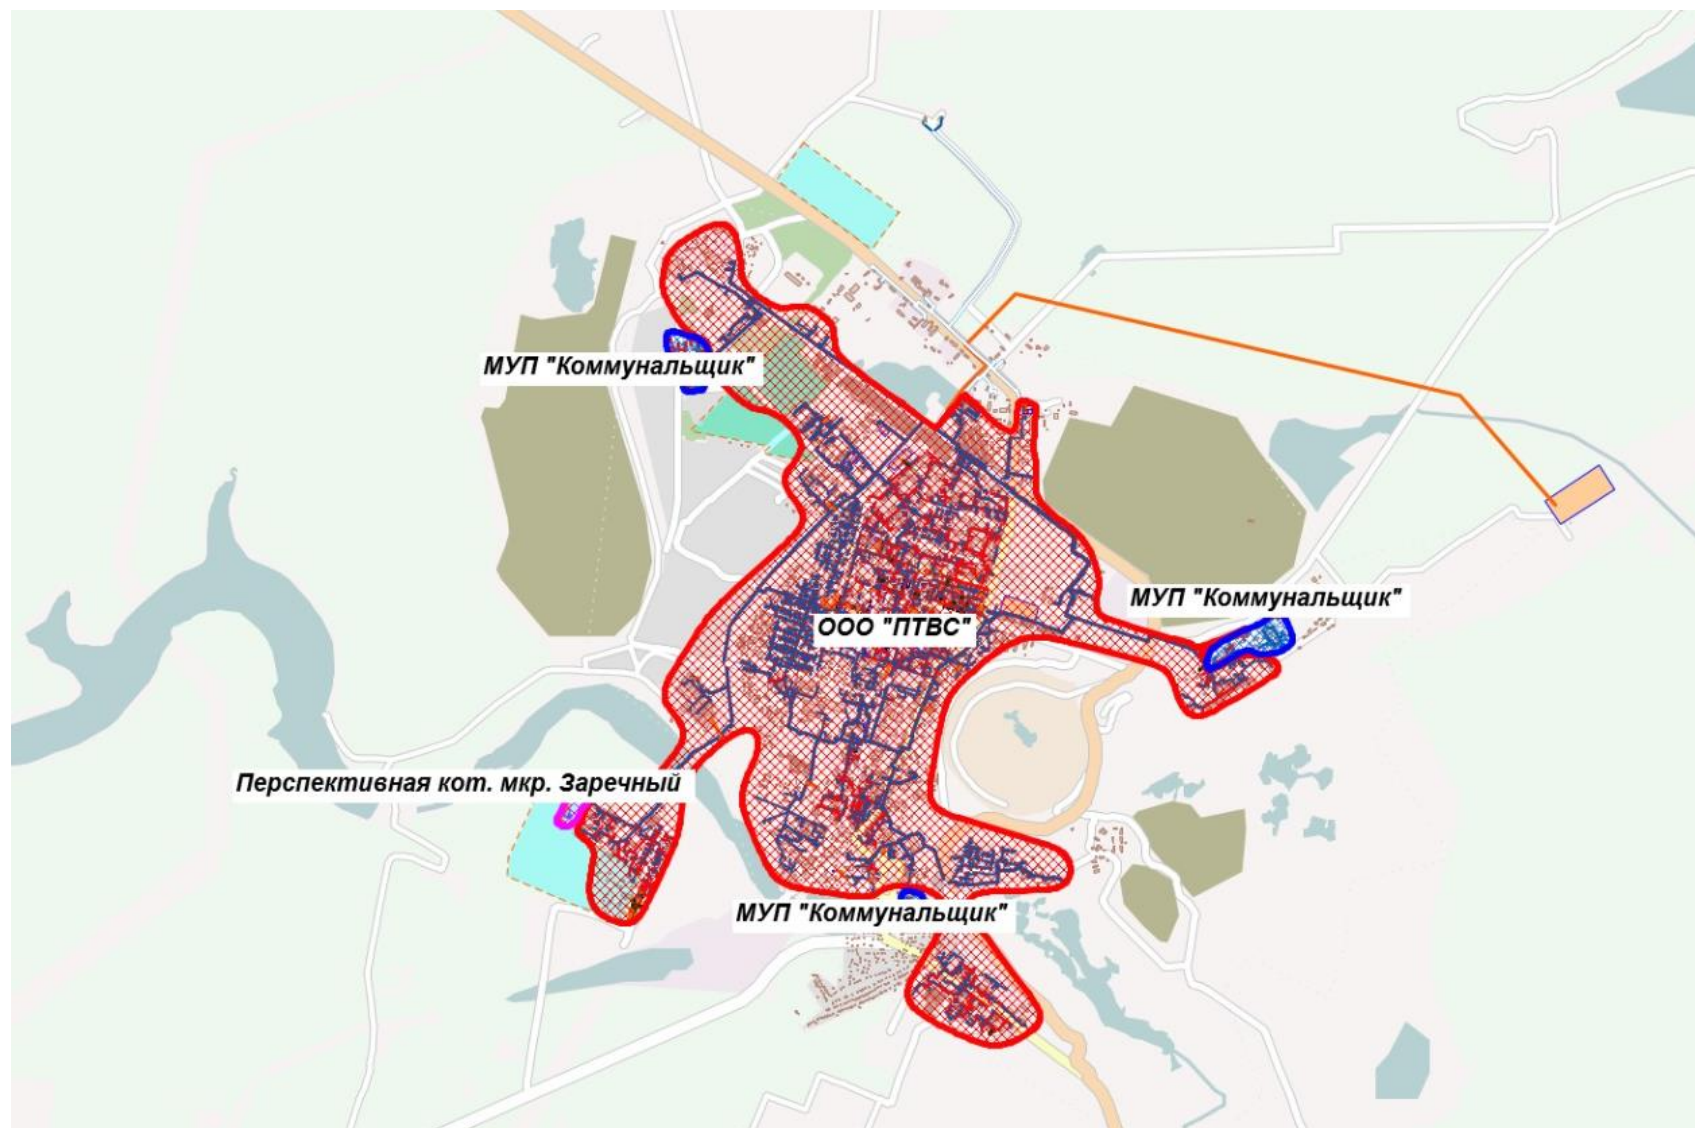 МУП "Коммунальщик"
МУП "Коммунальщик"
ООО "ПТВС"
Перспективная кот. мкр. Заречный
МУП "Коммунальщик"